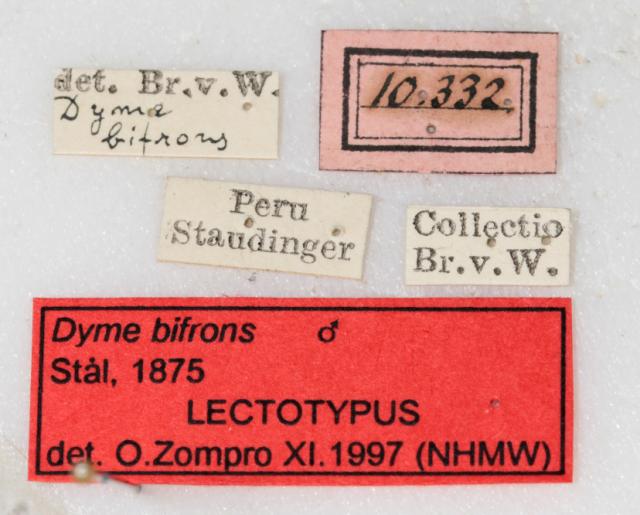 det. Br.v.W.
Dyme
bifrons
10.332.
Peru
Staudinger
Collectio
Br.v.W.
Dyme bifrons ♂
Stål, 1875
LECTOTYPUS
det. O.Zompro XI.1997 (NHMW)